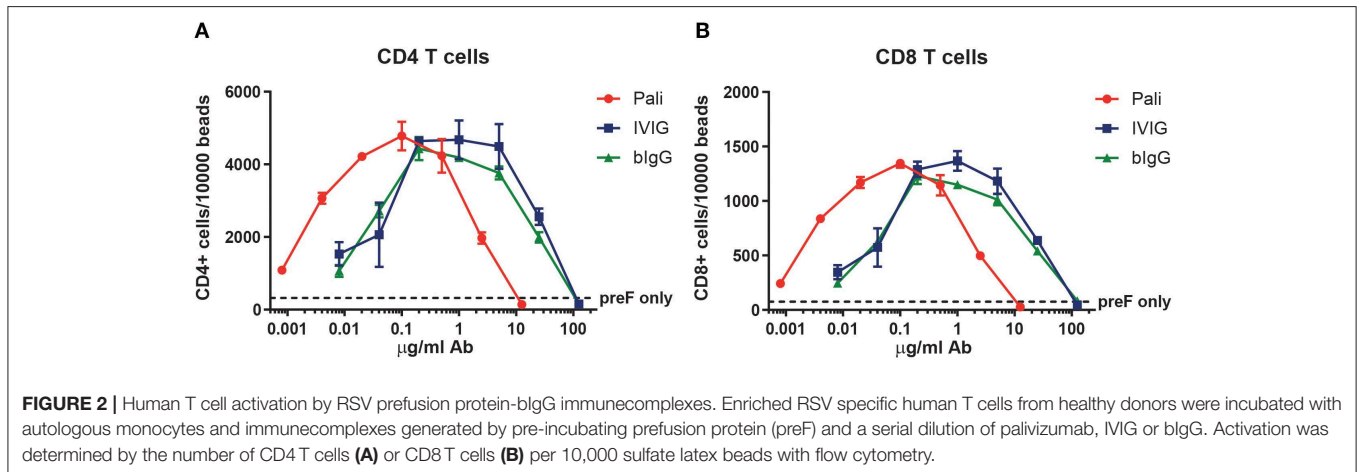 A
CD4 T cells
CD4+ cells/10000 beads
6000
4000
2000
0
0.001 0.01 0.1 1 10 100
μg/ml Ab
Pali
IVIG
bIgG
preF only
B
CD8 T cells
CD8+ cells/10000 beads
2000
1500
1000
500
0
0.001 0.01 0.1 1 10 100
μg/ml Ab
Pali
IVIG
bIgG
preF only
FIGURE 2 | Human T cell activation by RSV prefusion protein-bIgG immunecomplexes. Enriched RSV specific human T cells from healthy donors were incubated with
autologous monocytes and immunecomplexes generated by pre-incubating prefusion protein (preF) and a serial dilution of palivizumab, IVIG or bIgG. Activation was
determined by the number of CD4 T cells (A) or CD8 T cells (B) per 10,000 sulfate latex beads with flow cytometry.